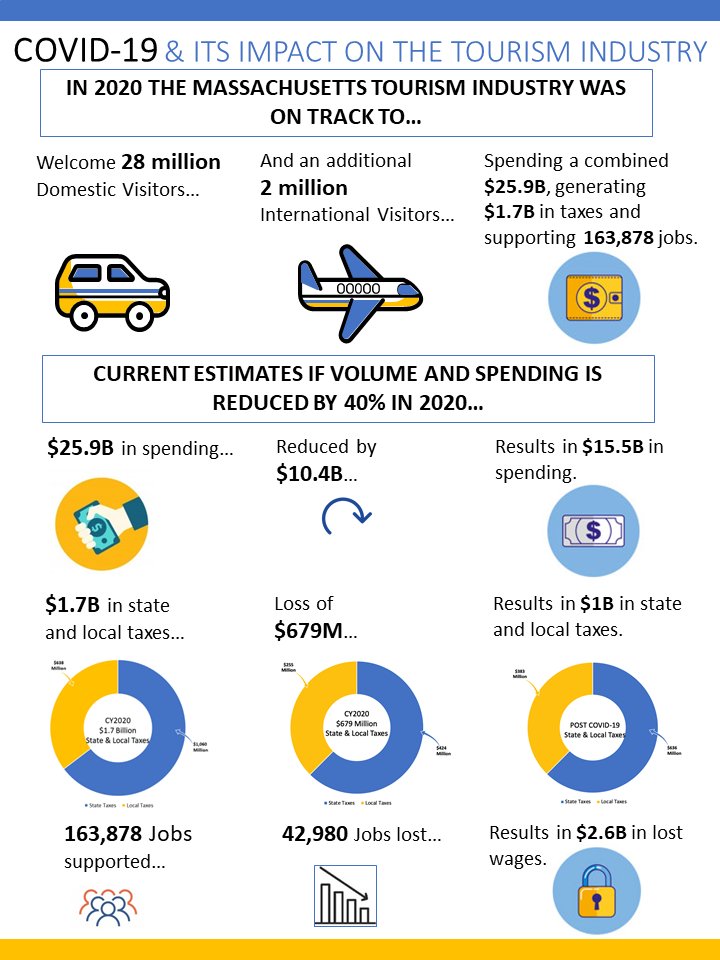 COVID-19 & ITS IMPACT ON THE TOURISM INDUSTRY
IN 2020 THE MASSACHUSETTS TOURISM INDUSTRY WAS
ON TRACK TO...
Welcome 28 million
Domestic Visitors...
And an additional
2 million
International Visitors...
Spending a combined
$25.9B, generating
$1.7B in taxes and
supporting 163,878 jobs.
CURRENT ESTIMATES IF VOLUME AND SPENDING IS
REDUCED BY 40% IN 2020...
$25.9B in spending...
Reduced by
$10.4B...
Results in $15.5B in
spending.
$1.7B in state
and local taxes...
Loss of
$679M...
Results in $1B in state
and local taxes.
$638
Million
CY2020
$1.7 Billion
State & Local Taxes
$1,060
Million
State Taxes Local Taxes
$255
Million
CY2020
$679 Million
State & Local Taxes
$424
Million
State Taxes Local Taxes
$383
Million
POST COVID-19
State & Local Taxes
$636
Million
State Taxes Local Taxes
163,878 Jobs
supported...
42,980 Jobs lost...
Results in $2.6B in lost
wages.